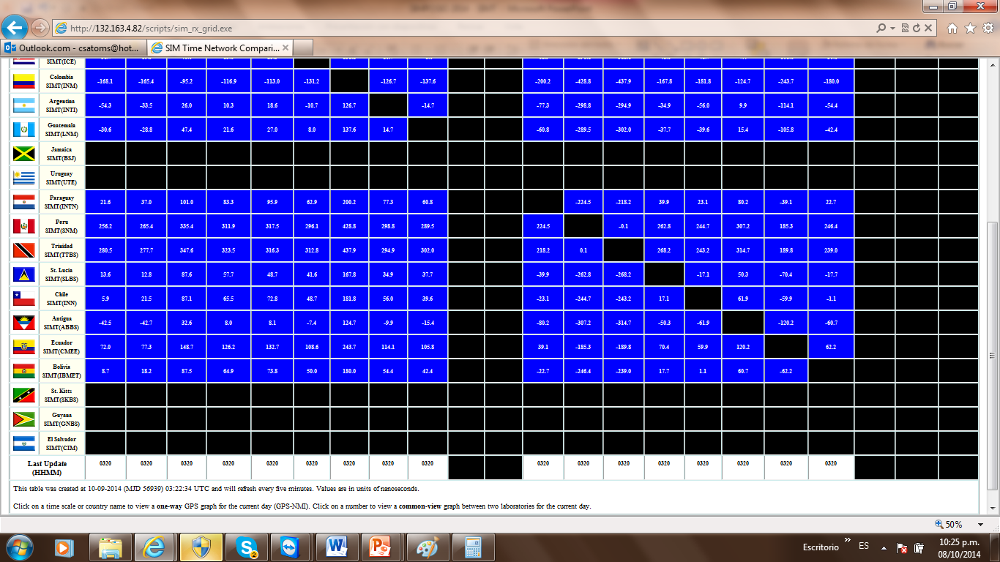 http://132.163.4.82/scripts/sim_rx_grid.exe
Outlook.com - csatoms@hot...
SIM Time Network Compari...
SIMT(ICE)
Colombia
SIMT(INM)
-168.1 -165.4 -95.2 -116.9 -113.0 -131.2 -126.7 -137.6 -200.2 -428.8 -437.9 -167.8 -181.8 -124.7 -243.7 -180.0
Argentina
SIMT(INTI)
-54.3 -33.5 26.0 10.3 18.6 -10.7 126.7 -14.7 -77.3 -298.8 -294.9 -34.9 -56.0 9.9 -114.1 -54.4
Guatemala
SIMT(LNM)
-30.6 -28.8 47.4 21.6 27.0 8.0 137.6 14.7 -60.8 -289.5 -302.0 -37.7 -39.6 15.4 -105.8 -42.4
Jamaica
SIMT(BSJ)
Uruguay
SIMT(UTE)
Paraguay
SIMT(INTN)
21.6 37.0 101.0 83.3 95.9 62.9 200.2 77.3 60.8 -224.5 -218.2 39.9 23.1 80.2 -39.1 22.7
Peru
SIMT(SNM)
256.2 265.4 335.4 311.9 317.5 296.1 428.8 298.8 289.5 224.5 -0.1 262.8 244.7 307.2 185.3 246.4
Trinidad
SIMT(TTBS)
280.5 277.7 347.6 323.5 316.3 312.8 437.9 294.9 302.0 218.2 0.1 268.2 243.2 314.7 189.8 239.0
St. Lucia
SIMT(SLBS)
13.6 12.8 87.6 57.7 48.7 41.6 167.8 34.9 37.7 -39.9 -262.8 -268.2 -17.1 50.3 -70.4 -17.7
Chile
SIMT(INN)
5.9 21.5 87.1 65.5 72.8 48.7 181.8 56.0 39.6 -23.1 -244.7 -243.2 17.1 61.9 -59.9 -1.1
Antigua
SIMT(ABBS)
-42.5 -42.7 32.6 8.0 8.1 -7.4 124.7 -9.9 -15.4 -80.2 -307.2 -314.7 -50.3 -61.9 -120.2 -60.7
Ecuador
SIMT(CMEE)
72.0 77.3 148.7 126.2 132.7 108.6 243.7 114.1 105.8 39.1 -185.3 -189.8 70.4 59.9 120.2 62.2
Bolivia
SIMT(IBMET)
8.7 18.2 87.5 64.9 73.8 50.0 180.0 54.4 42.4 -22.7 -246.4 -239.0 17.7 1.1 60.7 -62.2
St. Kitts
SIMT(SKBS)
Guyana
SIMT(GNBS)
El Salvador
SIMT(CIM)
Last Update
(HHMM)
0320 0320 0320 0320 0320 0320 0320 0320 0320 0320 0320 0320 0320 0320 0320 0320 0320
This table was created at 10-09-2014 (MJD 56939) 03:22:34 UTC and will refresh every five minutes. Values are in units of nanoseconds.
Click on a time scale or country name to view a one-way GPS graph for the current day (GPS-NMI). Click on a number to view a common-view graph between two laboratories for the current day.
50%
Escritorio
ES
10:25 p.m.
08/10/2014